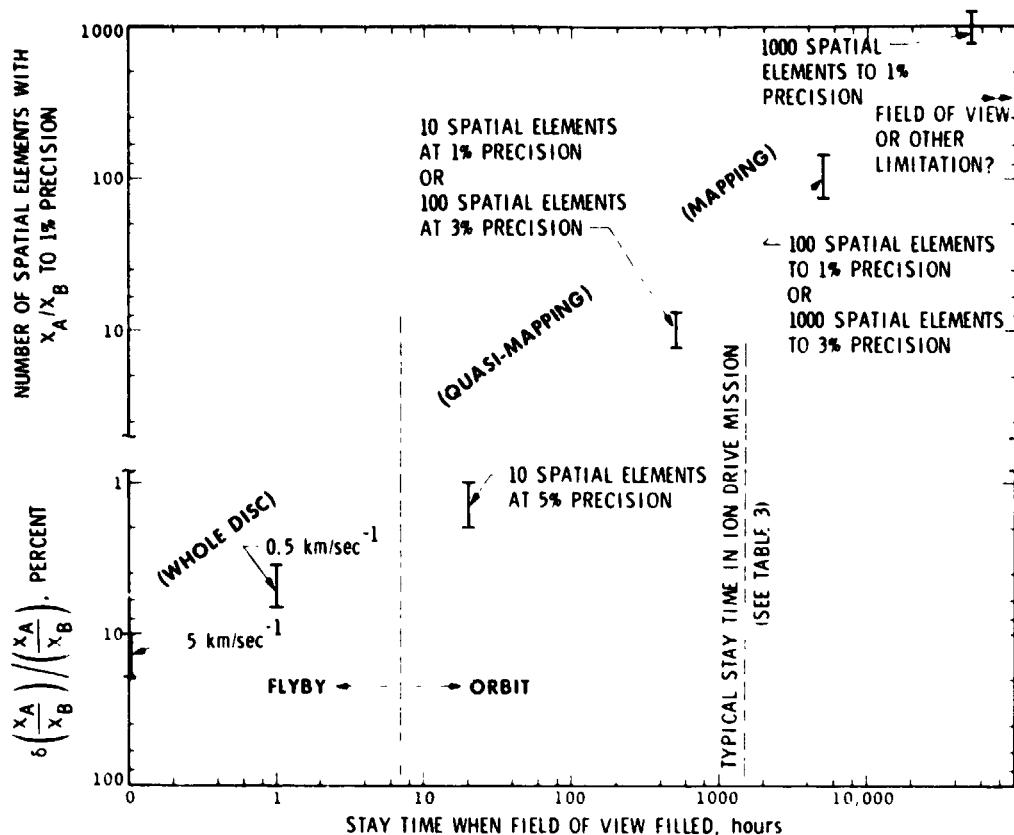 NUMBER OF SPATIAL ELEMENTS WITH
X_A/X_B TO 1% PRECISION
δ(X_A/X_B)/(X_A/X_B), PERCENT
1000
100
10
1
10
100
1000 SPATIAL
ELEMENTS TO 1%
PRECISION
FIELD OF VIEW
OR OTHER
LIMITATION?
10 SPATIAL ELEMENTS
AT 1% PRECISION
OR
100 SPATIAL ELEMENTS
AT 3% PRECISION
(MAPPING)
100 SPATIAL ELEMENTS
TO 1% PRECISION
OR
1000 SPATIAL ELEMENTS
TO 3% PRECISION
(QUASI-MAPPING)
10 SPATIAL ELEMENTS
AT 5% PRECISION
(WHOLE DISC)
0.5 km/sec⁻¹
5 km/sec⁻¹
FLYBY
ORBIT
TYPICAL STAY TIME IN ION DRIVE MISSION
(SEE TABLE 3)
0
1
10
100
1000
10,000
STAY TIME WHEN FIELD OF VIEW FILLED, hours